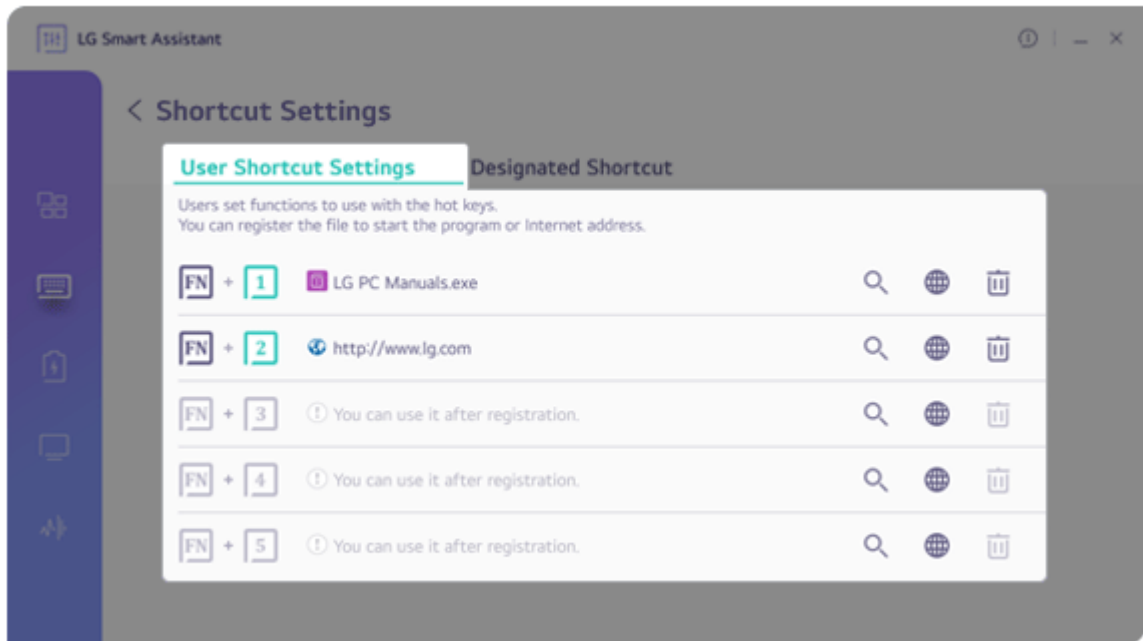 LG Smart Assistant
Shortcut Settings
User Shortcut Settings
Designated Shortcut
Users set functions to use with the hot keys.
You can register the file to start the program or Internet address.
FN + 1 LG PC Manuals.exe
FN + 2 http://www.lg.com
FN + 3 You can use it after registration.
FN + 4 You can use it after registration.
FN + 5 You can use it after registration.